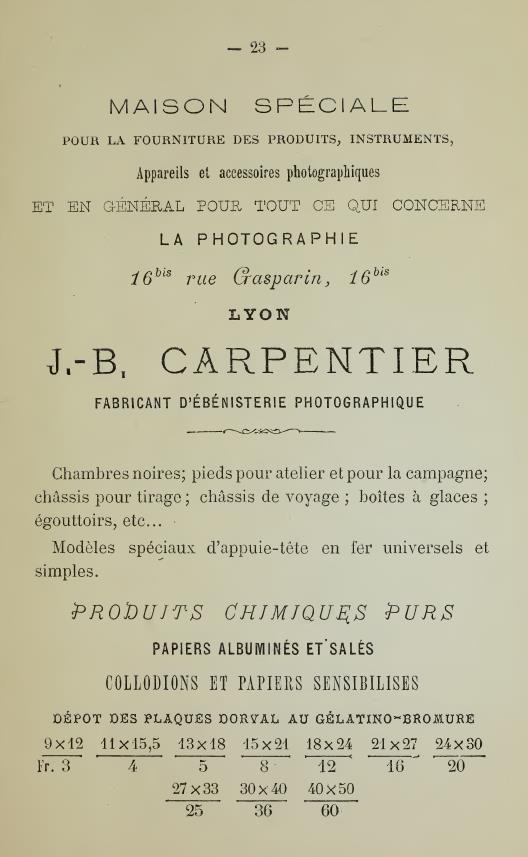 — 23 —
MAISON SPÉCIALE
POUR LA FOURNITURE DES PRODUITS, INSTRUMENTS,
Appareils et accessoires photographiques
ET EN GÉNÉRAL POUR TOUT CE QUI CONCERNE
LA PHOTOGRAPHIE
16bis rue Gasparin, 16bis
LYON
J.-B. CARPENTIER
FABRICANT D'ÉBÉNISTERIE PHOTOGRAPHIQUE
Chambres noires; pieds pour atelier et pour la campagne;
châssis pour tirage; châssis de voyage; boîtes à glaces;
égouttoirs, etc...
Modèles spéciaux d'appuie-tête en fer universels et
simples.
PRODUITS CHIMIQUES PURS
PAPIERS ALBUMINÉS ET SALÉS
COLLODIONS ET PAPIERS SENSIBILISES
DÉPOT DES PLAQUES DORVAL AU GÉLATINO-BROMURE
9×12 11×15,5 13×18 15×21 18×24 21×27 24×30
Fr. 3 4 5 8 12 16 20
27×33 30×40 40×50
25 36 60